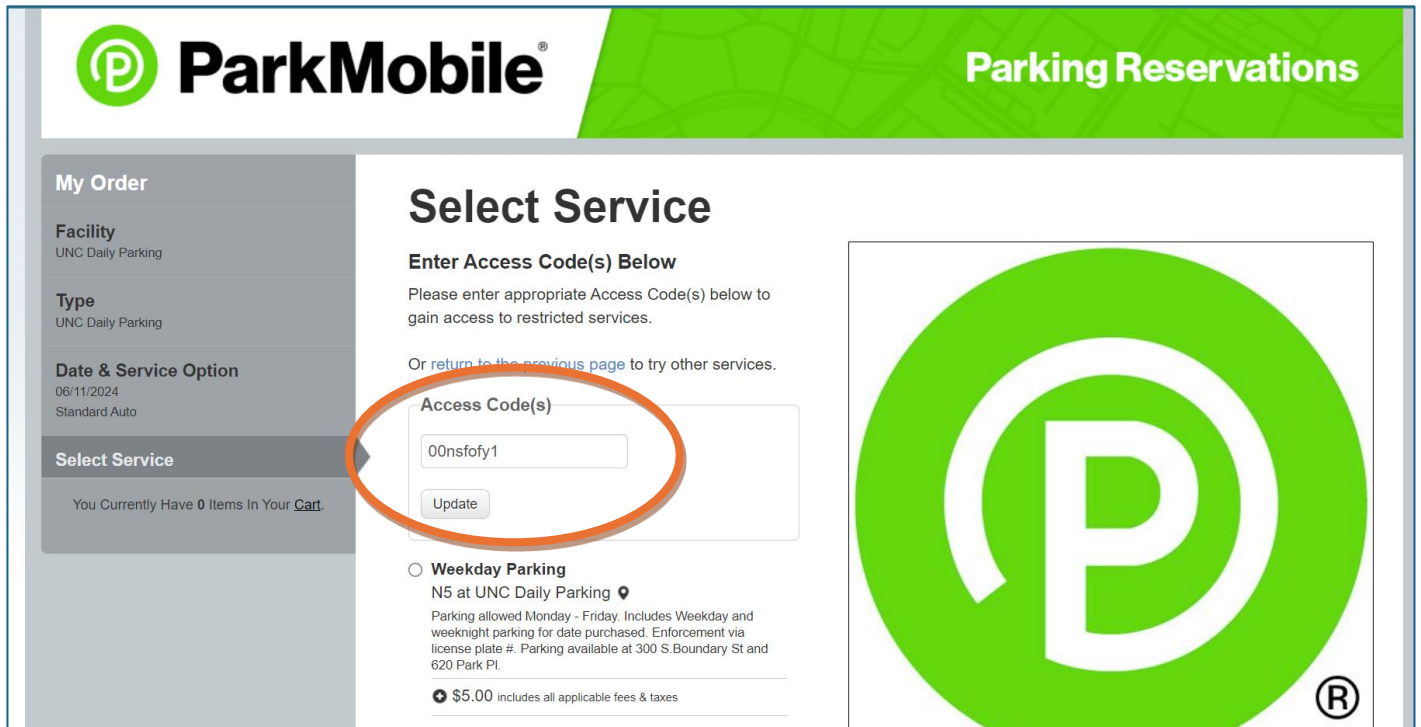 ParkMobile®
Parking Reservations
My Order
Facility
UNC Daily Parking
Type
UNC Daily Parking
Date & Service Option
06/11/2024
Standard Auto
Select Service
You Currently Have 0 Items In Your Cart.
Select Service
Enter Access Code(s) Below
Please enter appropriate Access Code(s) below to
gain access to restricted services.
Or return to the previous page to try other services.
Access Code(s)
00nsfofy1
Update
Weekday Parking
N5 at UNC Daily Parking
Parking allowed Monday - Friday. Includes Weekday and
weeknight parking for date purchased. Enforcement via
license plate #. Parking available at 300 S.Boundary St and
620 Park Pl.
$5.00 includes all applicable fees & taxes
P
®